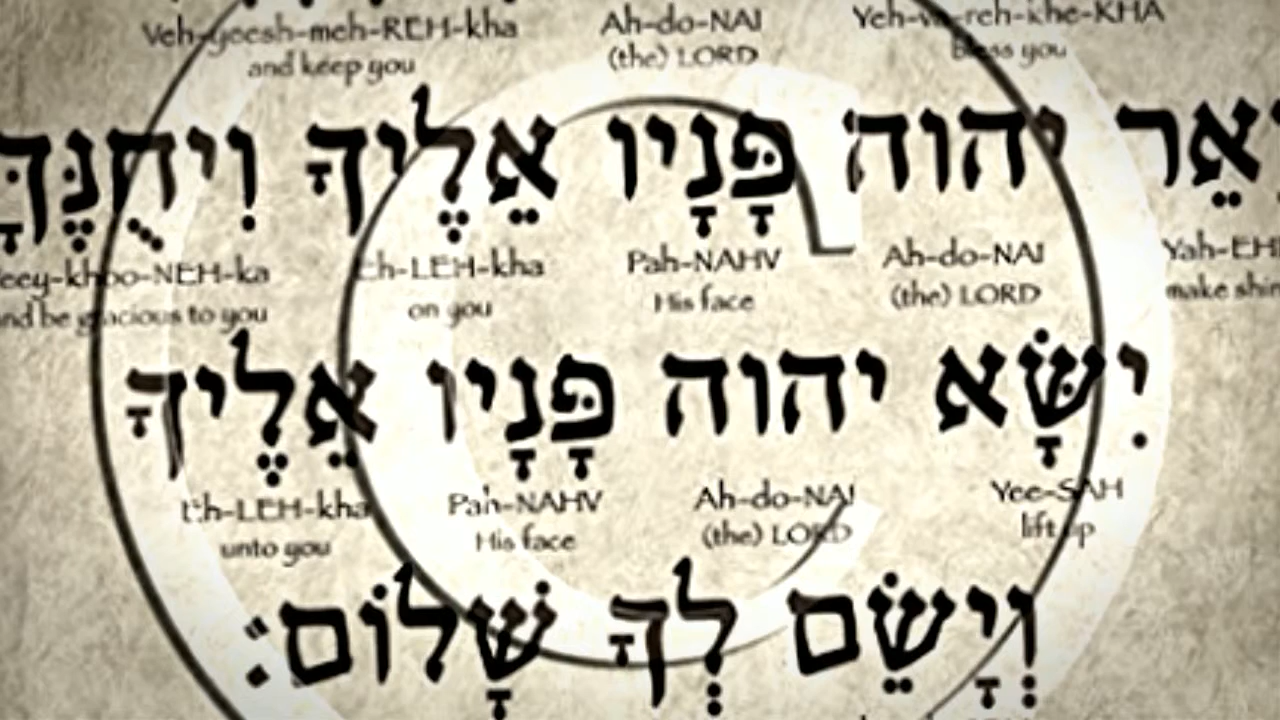 Veh-yeesh-meh-REH-kha Ah-do-NAI Yeh-va-reh-khe-KHA
and keep you (the) LORD Bless you
יאֵר יהוה פָּנָיו אֵלֶיךָ וִיחֻנֶּךָּ
eey-khoo-NEH-ka Eh-LEH-kha Pah-NAHV Ah-do-NAI Yah-EH
nd be gracious to you on you His face (the) LORD make shin
יִשָּׂא יהוה פָּנָיו אֵלֶיךָ
Eh-LEH-kha Pah-NAHV Ah-do-NAI Yee-SAH
unto you His face (the) LORD lift up
וְיָשֵׂם לְךָ שָׁלוֹם: